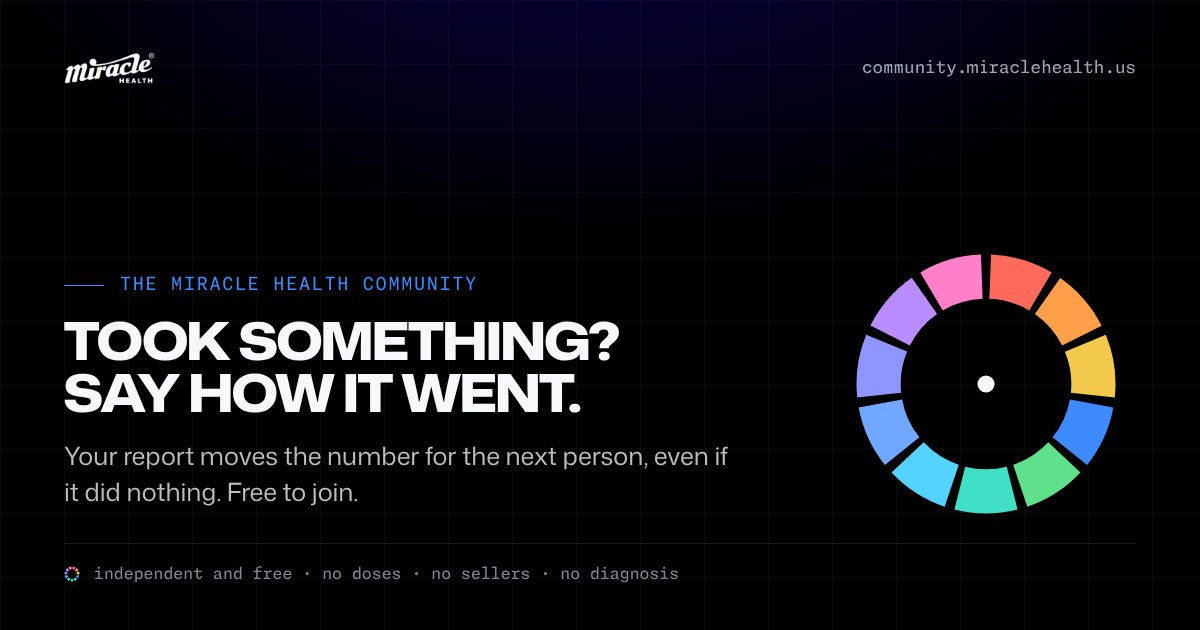 miracle®
HEALTH
community.miraclehealth.us
THE MIRACLE HEALTH COMMUNITY
TOOK SOMETHING?
SAY HOW IT WENT.
Your report moves the number for the next person, even if
it did nothing. Free to join.
independent and free · no doses · no sellers · no diagnosis